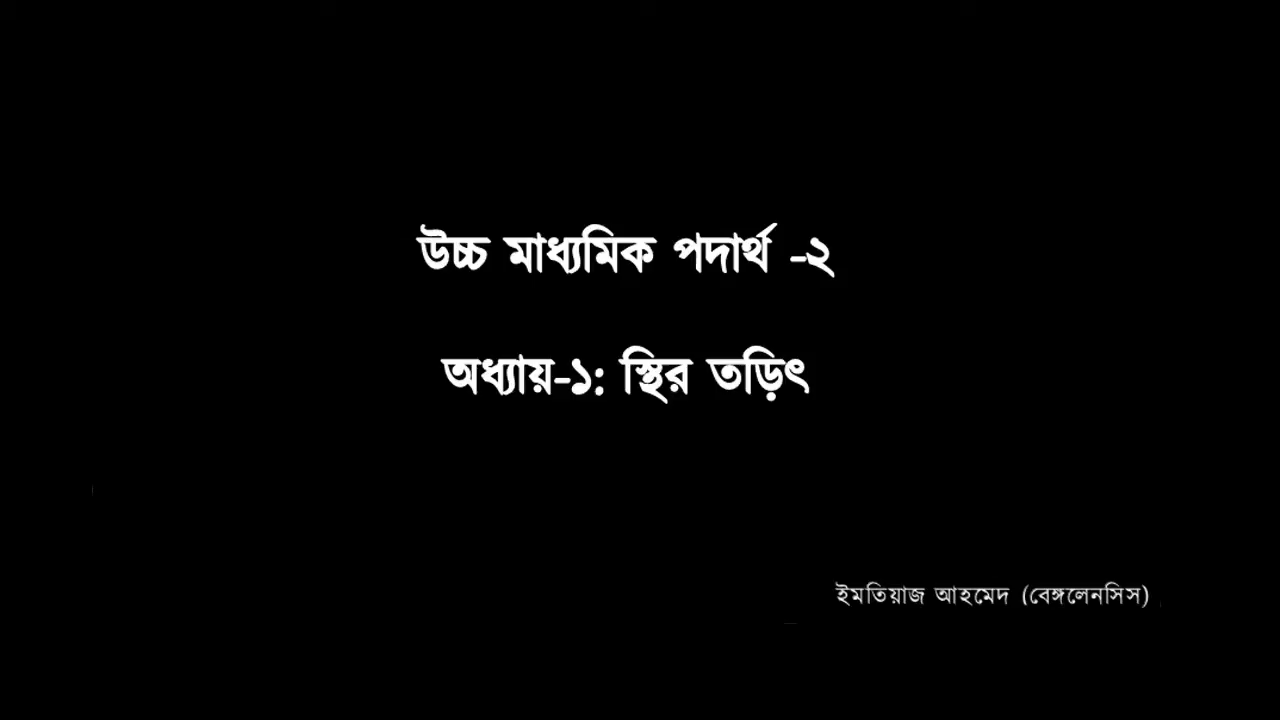 উচ্চ মাধ্যমিক পদার্থ -২
অধ্যায়-১: স্থির তড়িৎ
ইমতিয়াজ আহমেদ (বেঙ্গলেনসিস)